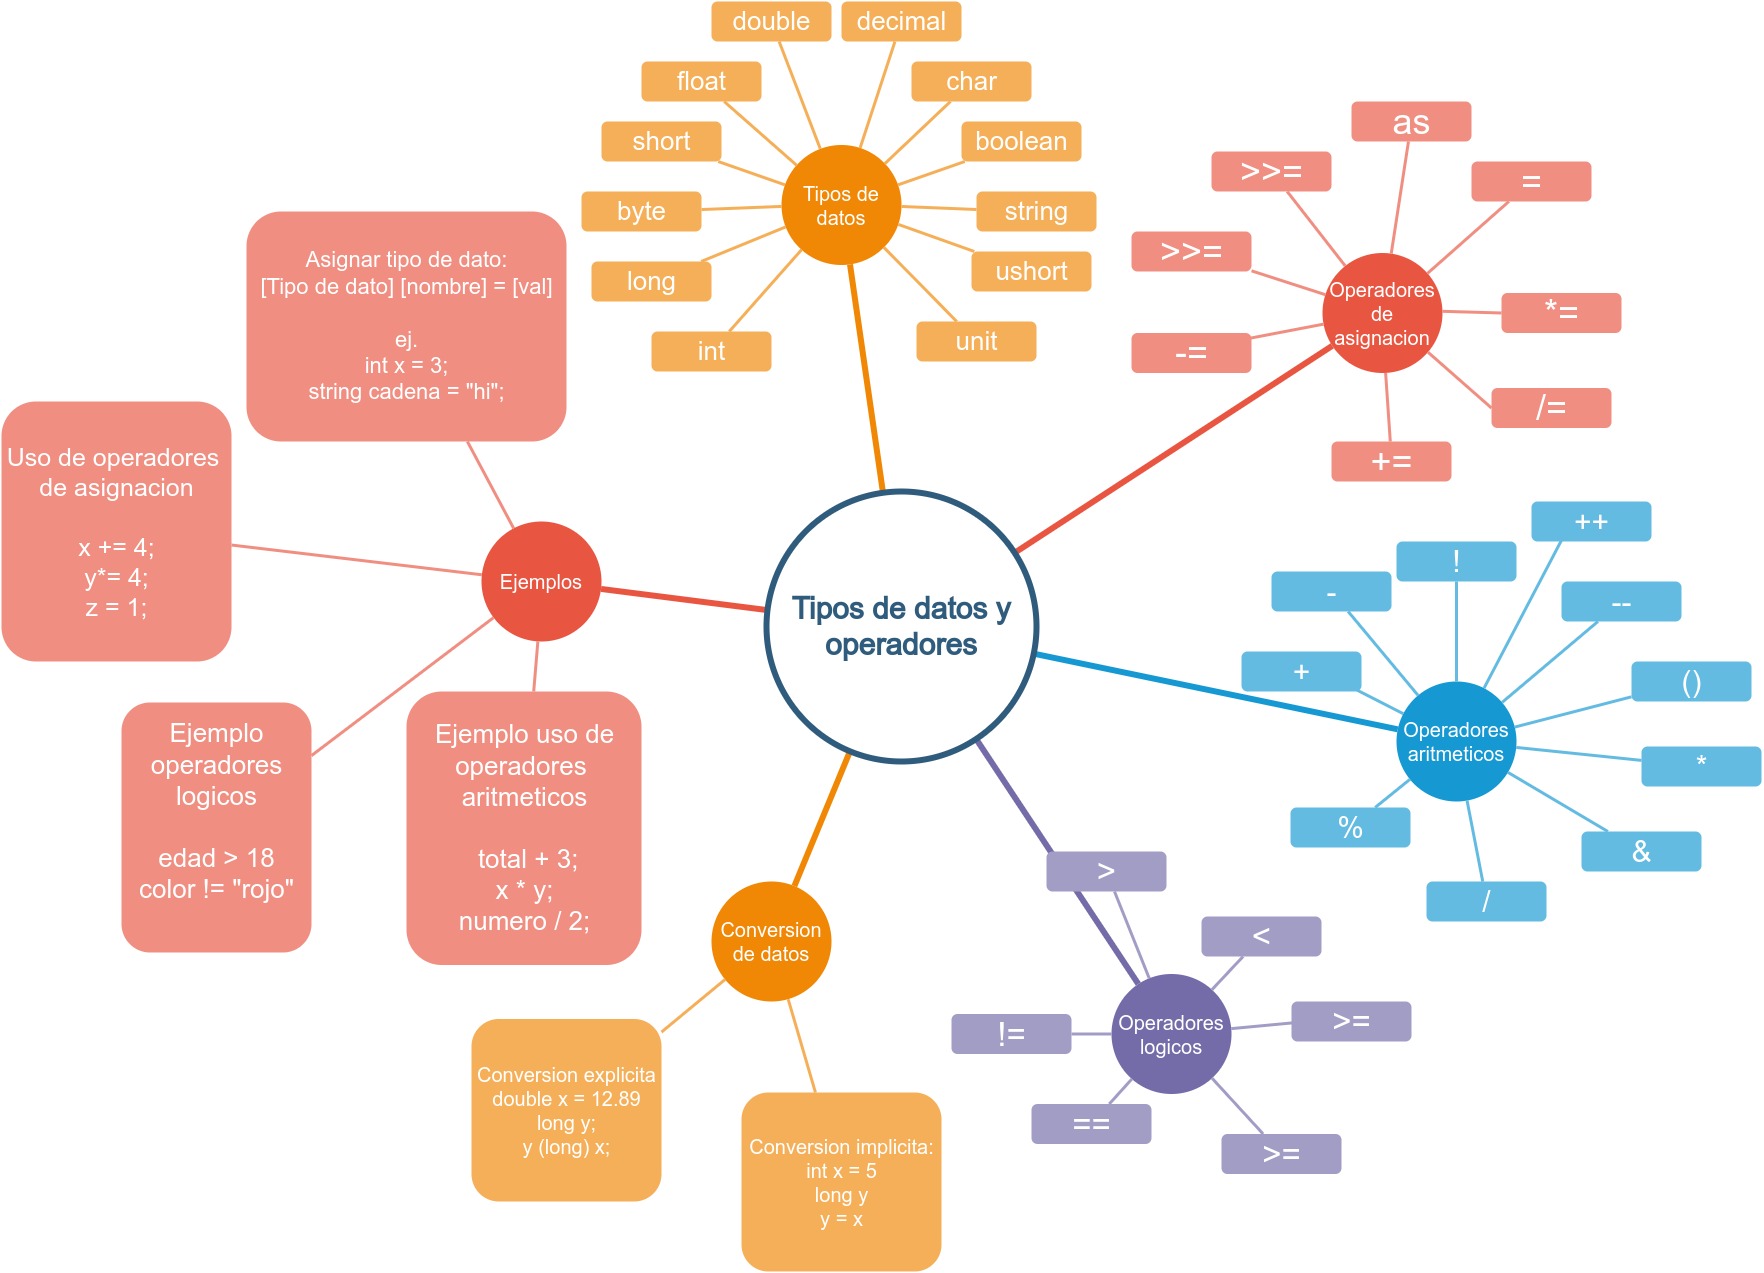 Tipos de datos y
operadores
Tipos de
datos
double
decimal
float
char
short
boolean
byte
string
long
ushort
int
unit
Operadores
de
asignacion
as
>>=
=
>>=
*=
-=
/=
+=
Operadores
aritmeticos
++
!
-
--
+
()
*
%
&
/
Operadores
logicos
>
<
!=
>=
==
>=
Conversion
de datos
Conversion explicita
double x = 12.89
long y;
y (long) x;
Conversion implicita:
int x = 5
long y
y = x
Ejemplos
Asignar tipo de dato:
[Tipo de dato] [nombre] = [val]
ej.
int x = 3;
string cadena = "hi";
Uso de operadores
de asignacion
x += 4;
y*= 4;
z = 1;
Ejemplo
operadores
logicos
edad > 18
color != "rojo"
Ejemplo uso de
operadores
aritmeticos
total + 3;
x * y;
numero / 2;